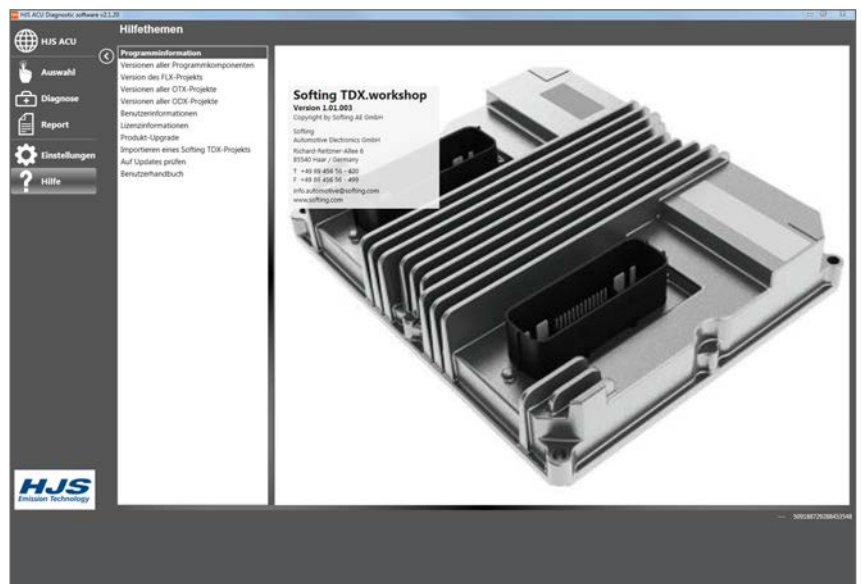 HJS ACU Diagnostic software v2.1.29
HJS ACU
Auswahl
Diagnose
Report
Einstellungen
Hilfe
Hilfethemen
Programminformation
Versionen aller Programmkomponenten
Version des FLX-Projekts
Versionen aller OTX-Projekte
Versionen aller ODX-Projekte
Benutzerinformationen
Lizenzinformationen
Produkt-Upgrade
Importieren eines Softing TDX-Projekts
Auf Updates prüfen
Benutzerhandbuch
Softing TDX.workshop
Version 1.01.003
Copyright by Softing AE GmbH
Softing
Automotive Electronics GmbH
Richard-Reitzner-Allee 6
85540 Haar / Germany
T +49 89 456 56 - 420
F +49 89 456 56 - 499
info.automotive@softing.com
www.softing.com
HJS
Emission Technology